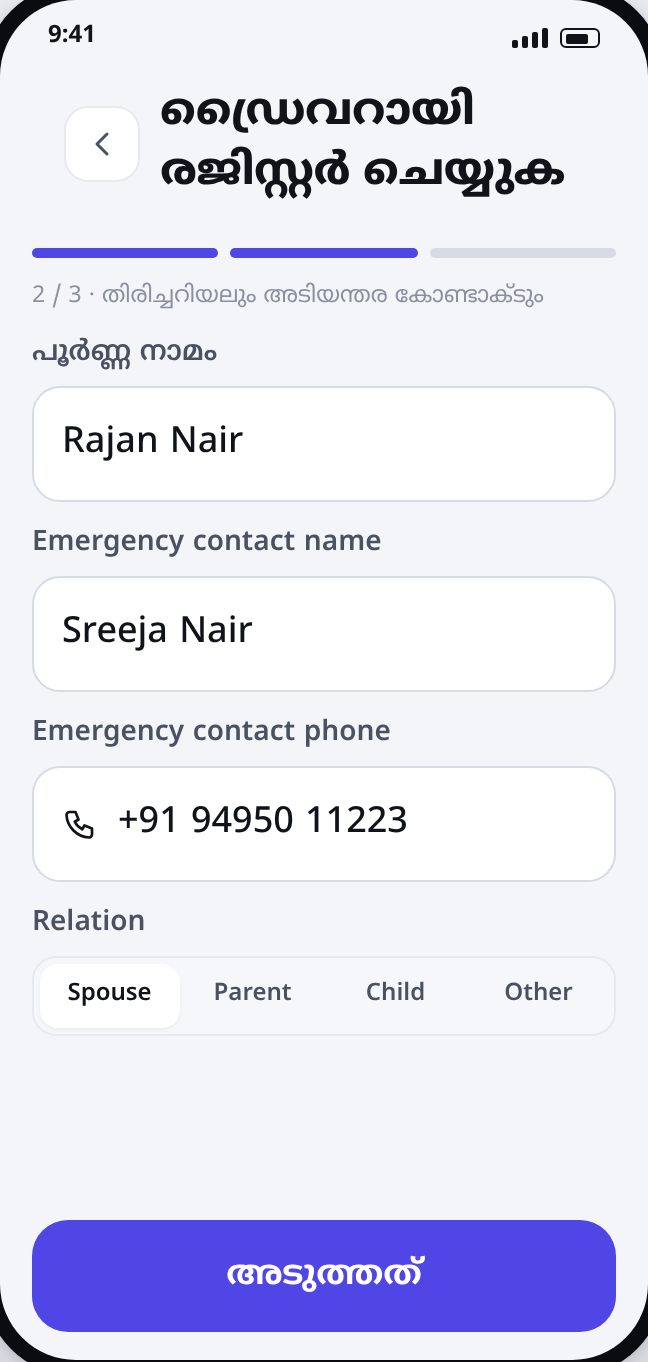 9:41
ഡ്രൈവറായി
രജിസ്റ്റർ ചെയ്യുക
2 / 3 · തിരിച്ചറിയലും അടിയന്തര കോണ്ടാക്ടും
പൂർണ്ണ നാമം
Rajan Nair
Emergency contact name
Sreeja Nair
Emergency contact phone
+91 94950 11223
Relation
Spouse Parent Child Other
അടുത്തത്